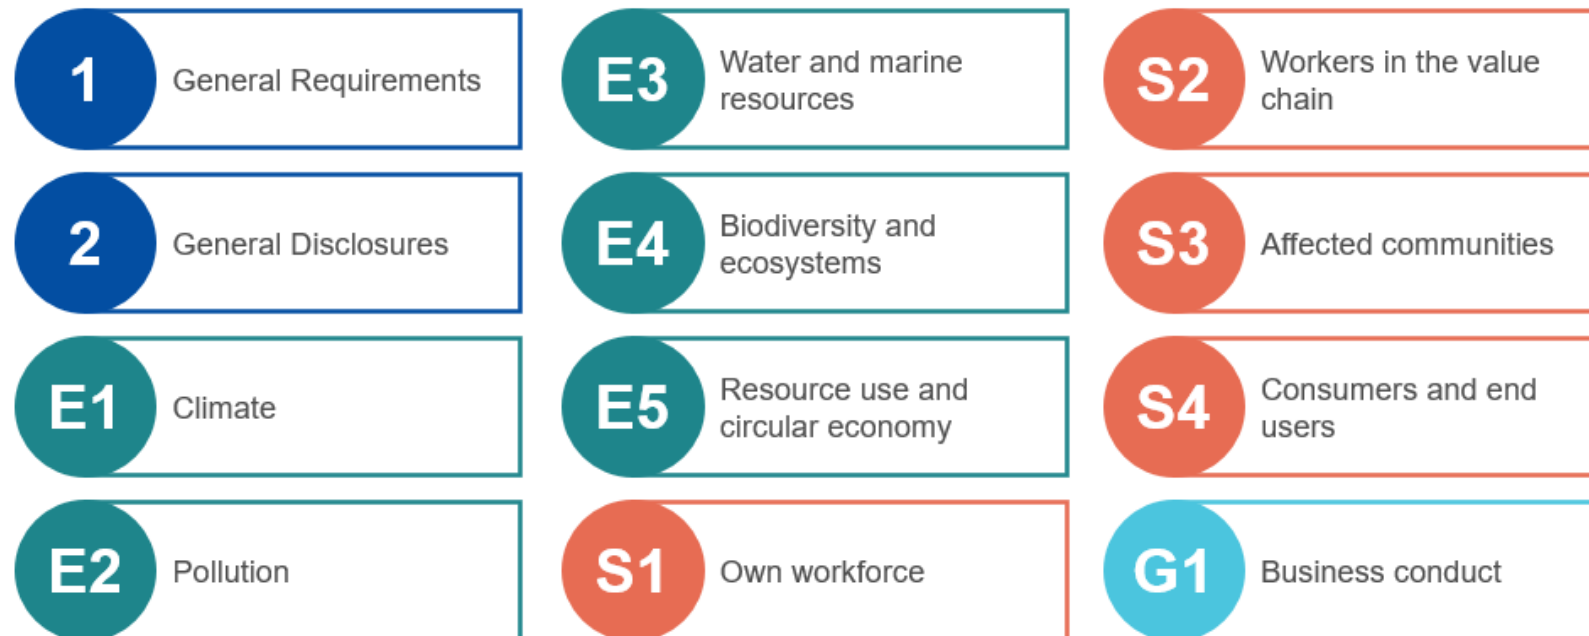 1
General Requirements
2
General Disclosures
E1
Climate
E2
Pollution
E3
Water and marine
resources
E4
Biodiversity and
ecosystems
E5
Resource use and
circular economy
S1
Own workforce
S2
Workers in the value
chain
S3
Affected communities
S4
Consumers and end
users
G1
Business conduct